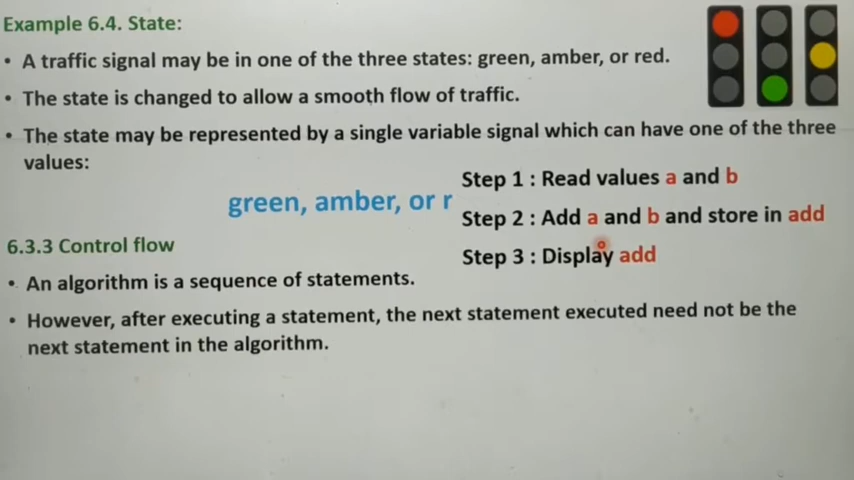 Example 6.4. State:
• A traffic signal may be in one of the three states: green, amber, or red.
• The state is changed to allow a smooth flow of traffic.
• The state may be represented by a single variable signal which can have one of the three
values:
green, amber, or r
Step 1 : Read values a and b
Step 2 : Add a and b and store in add
Step 3 : Display add
6.3.3 Control flow
• An algorithm is a sequence of statements.
• However, after executing a statement, the next statement executed need not be the
next statement in the algorithm.